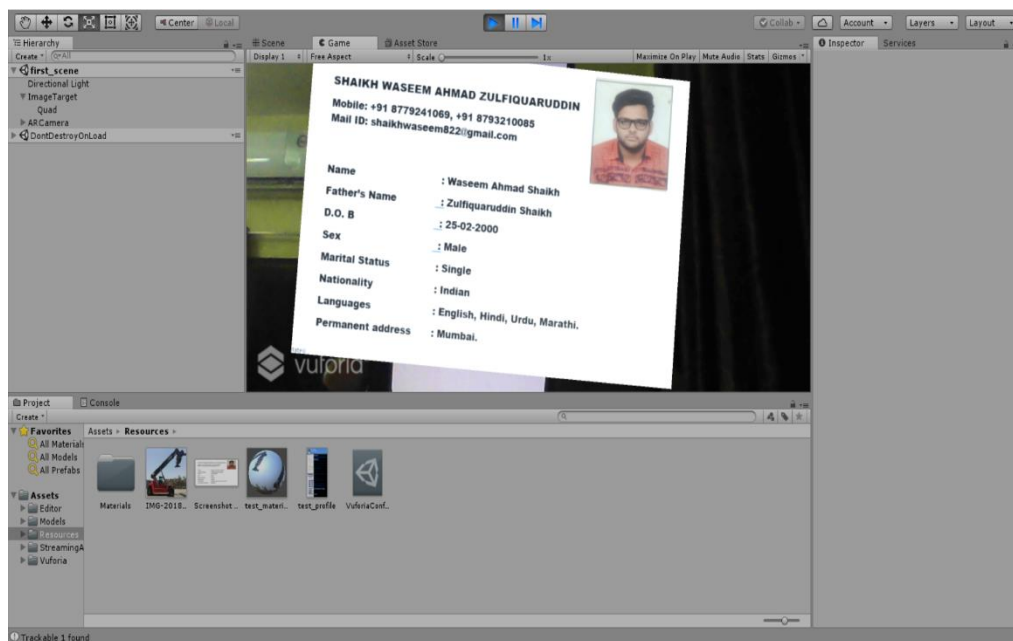 Center Local
Collab
Account
Layers
Layout
Hierarchy
Create All
first_scene
Directional Light
ImageTarget
Quad
ARCamera
DontDestroyOnLoad
Scene Game Asset Store
Display 1 Free Aspect Scale 1x Maximize On Play Mute Audio Stats Gizmos
SHAIKH WASEEM AHMAD ZULFIQUARUDDIN
Mobile: +91 8779241069, +91 8793210085
Mail ID: shaikhwaseem822@gmail.com
Name : Waseem Ahmad Shaikh
Father's Name : Zulfiquaruddin Shaikh
D.O. B : 25-02-2000
Sex : Male
Marital Status : Single
Nationality : Indian
Languages : English, Hindi, Urdu, Marathi.
Permanent address : Mumbai.
vuforia
Inspector Services
Project Console
Create
Favorites
All Materials
All Models
All Prefabs
Assets
Editor
Models
Resources
StreamingA
Vuforia
Assets Resources
Materials IMG-2018.. Screenshot .. test_materi.. test_profile VuforiaConf..
Trackable 1 found